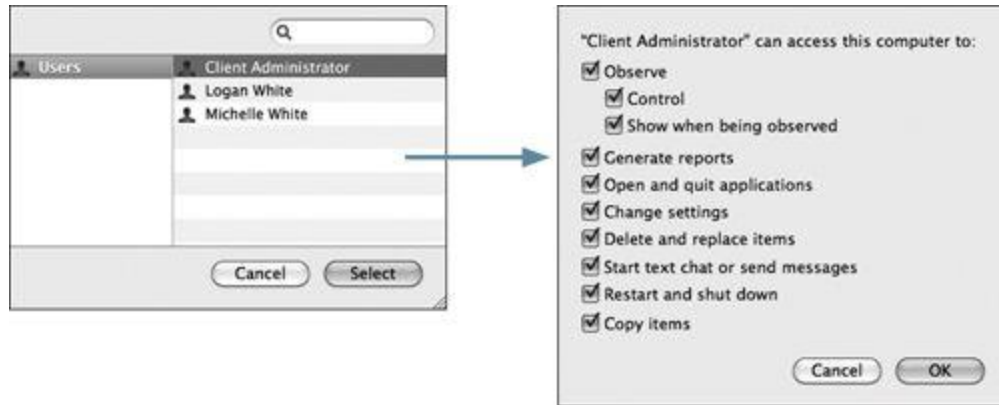 Users
Client Administrator
Logan White
Michelle White
Cancel
Select
"Client Administrator" can access this computer to:
Observe
Control
Show when being observed
Generate reports
Open and quit applications
Change settings
Delete and replace items
Start text chat or send messages
Restart and shut down
Copy items
Cancel
OK